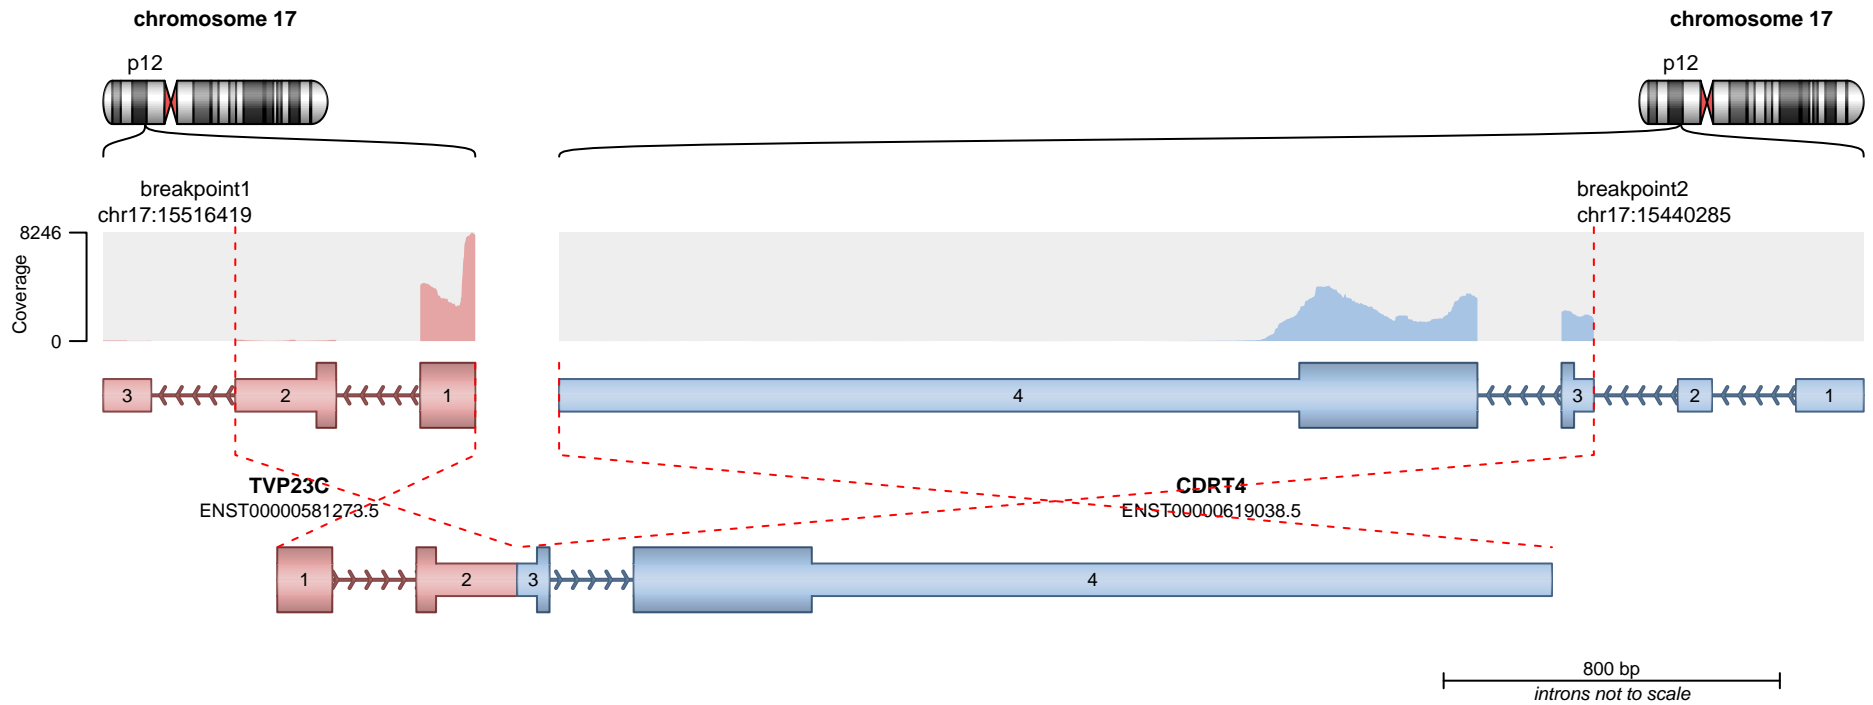 chromosome 17
chromosome 17
p12
p12
breakpoint1
chr17:15516419
breakpoint2
chr17:15440285
8246
Coverage
0
3 2 1 4 3 2 1
TVP23C
ENST00000581273.5
CDRT4
ENST00000619038.5
1 2 3 4
800 bp
introns not to scale